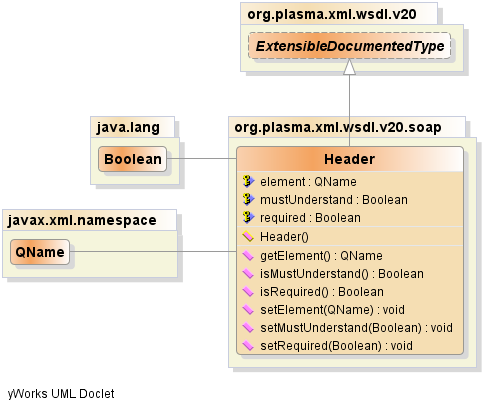 org.plasma.xml.wsdl.v20
ExtensibleDocumentedType
java.lang
Boolean
javax.xml.namespace
QName
org.plasma.xml.wsdl.v20.soap
Header
element : QName
mustUnderstand : Boolean
required : Boolean
Header()
getElement() : QName
isMustUnderstand() : Boolean
isRequired() : Boolean
setElement(QName) : void
setMustUnderstand(Boolean) : void
setRequired(Boolean) : void
yWorks UML Doclet